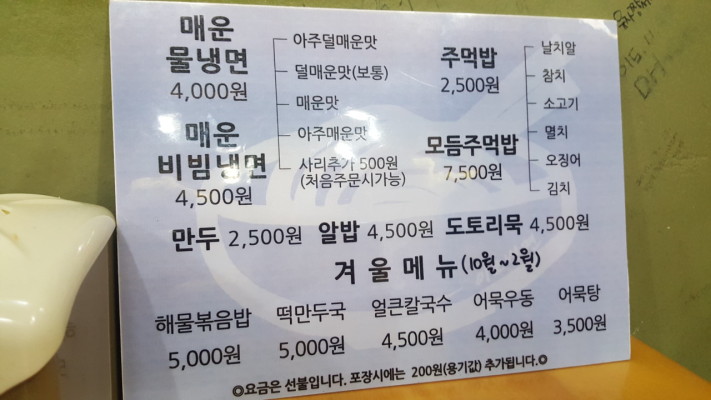 매운
물냉면
4,000원
매운
비빔냉면
4,500원
아주덜매운맛
덜매운맛(보통)
매운맛
아주매운맛
사리추가 500원
(처음주문시가능)
주먹밥
2,500원
모듬주먹밥
7,500원
날치알
참치
소고기
멸치
오징어
김치
만두 2,500원 알밥 4,500원 도토리묵 4,500원
겨울메뉴(10월~2월)
해물볶음밥 떡만두국 얼큰칼국수 어묵우동 어묵탕
5,000원 5,000원 4,500원 4,000원 3,500원
◎요금은 선불입니다. 포장시에는 200원(용기값) 추가됩니다.◎